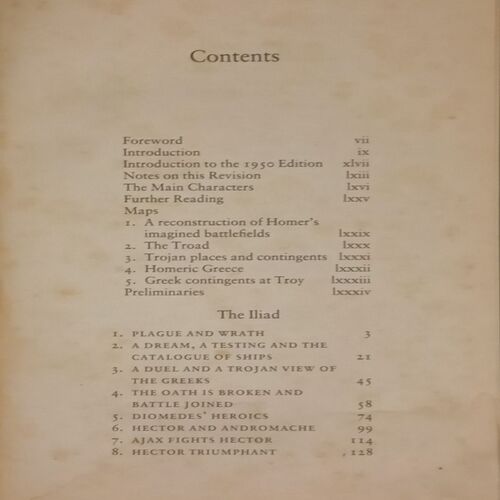 Contents
Foreword vii
Introduction ix
Introduction to the 1950 Edition xlvii
Notes on this Revision lxiii
The Main Characters lxvi
Further Reading lxxv
Maps
1. A reconstruction of Homer's
imagined battlefields lxxix
2. The Troad lxxx
3. Trojan places and contingents lxxxi
4. Homeric Greece lxxxii
5. Greek contingents at Troy lxxxiii
Preliminaries lxxxiv
The Iliad
1. PLAGUE AND WRATH 3
2. A DREAM, A TESTING AND THE
CATALOGUE OF SHIPS 21
3. A DUEL AND A TROJAN VIEW OF
THE GREEKS 45
4. THE OATH IS BROKEN AND
BATTLE JOINED 58
5. DIOMEDES' HEROICS 74
6. HECTOR AND ANDROMACHE 99
7. AJAX FIGHTS HECTOR 114
8. HECTOR TRIUMPHANT 128